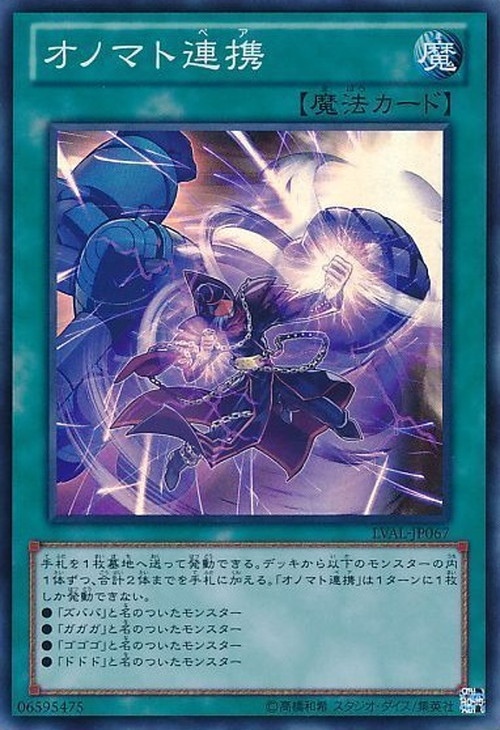 オノマト連携
ペア
魔
【魔法カード】
LVAL-JP067
手札を1枚墓地へ送って発動できる。デッキから以下のモンスターの内
1体ずつ、合計2体までを手札に加える。「オノマト連携」は1ターンに1枚
しか発動できない。
●「ズババ」と名のついたモンスター
●「ガガガ」と名のついたモンスター
●「ゴゴゴ」と名のついたモンスター
●「ドドド」と名のついたモンスター
06595475
©高橋和希 スタジオ・ダイス/集英社